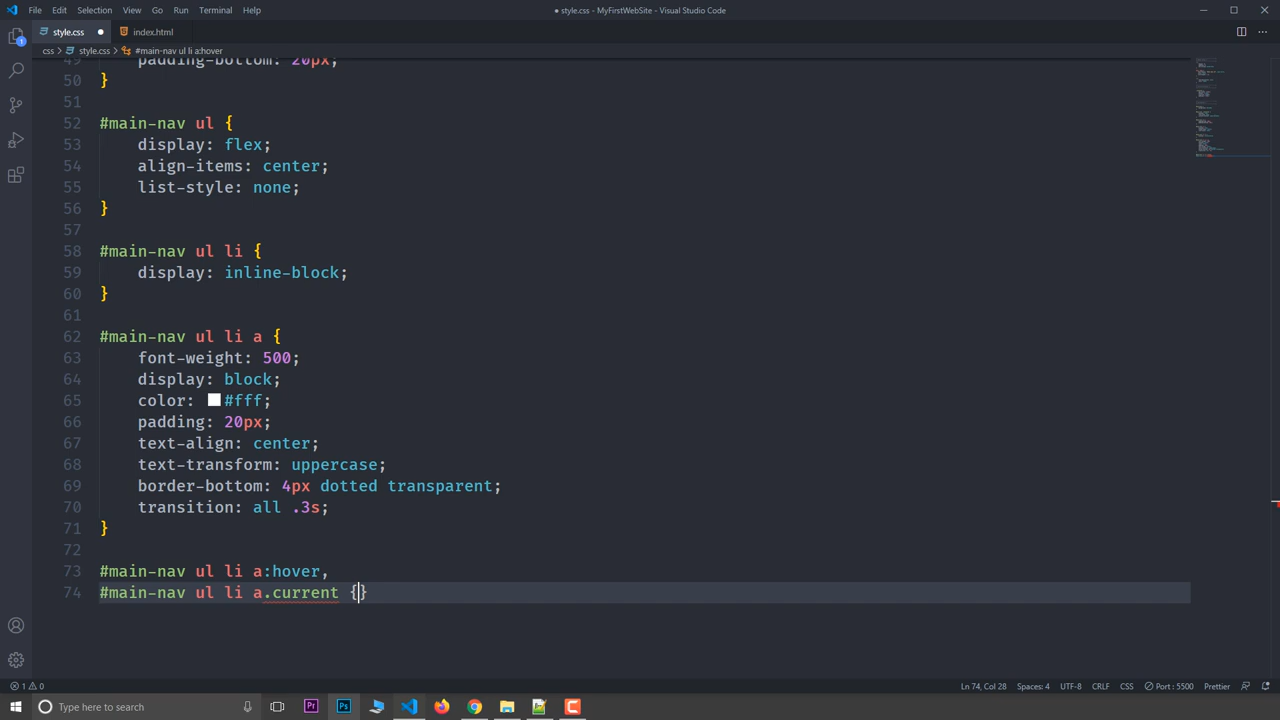 File Edit Selection View Go Run Terminal Help
● style.css - MyFirstWebSite - Visual Studio Code
style.css ● index.html
css > style.css > #main-nav ul li a:hover
49 padding-bottom: 20px;
50 }
51
52 #main-nav ul {
53 display: flex;
54 align-items: center;
55 list-style: none;
56 }
57
58 #main-nav ul li {
59 display: inline-block;
60 }
61
62 #main-nav ul li a {
63 font-weight: 500;
64 display: block;
65 color: #fff;
66 padding: 20px;
67 text-align: center;
68 text-transform: uppercase;
69 border-bottom: 4px dotted transparent;
70 transition: all .3s;
71 }
72
73 #main-nav ul li a:hover,
74 #main-nav ul li a.current {}
1
1 0
Ln 74, Col 28 Spaces: 4 UTF-8 CRLF CSS Port : 5500 Prettier
Type here to search
Pr Ps